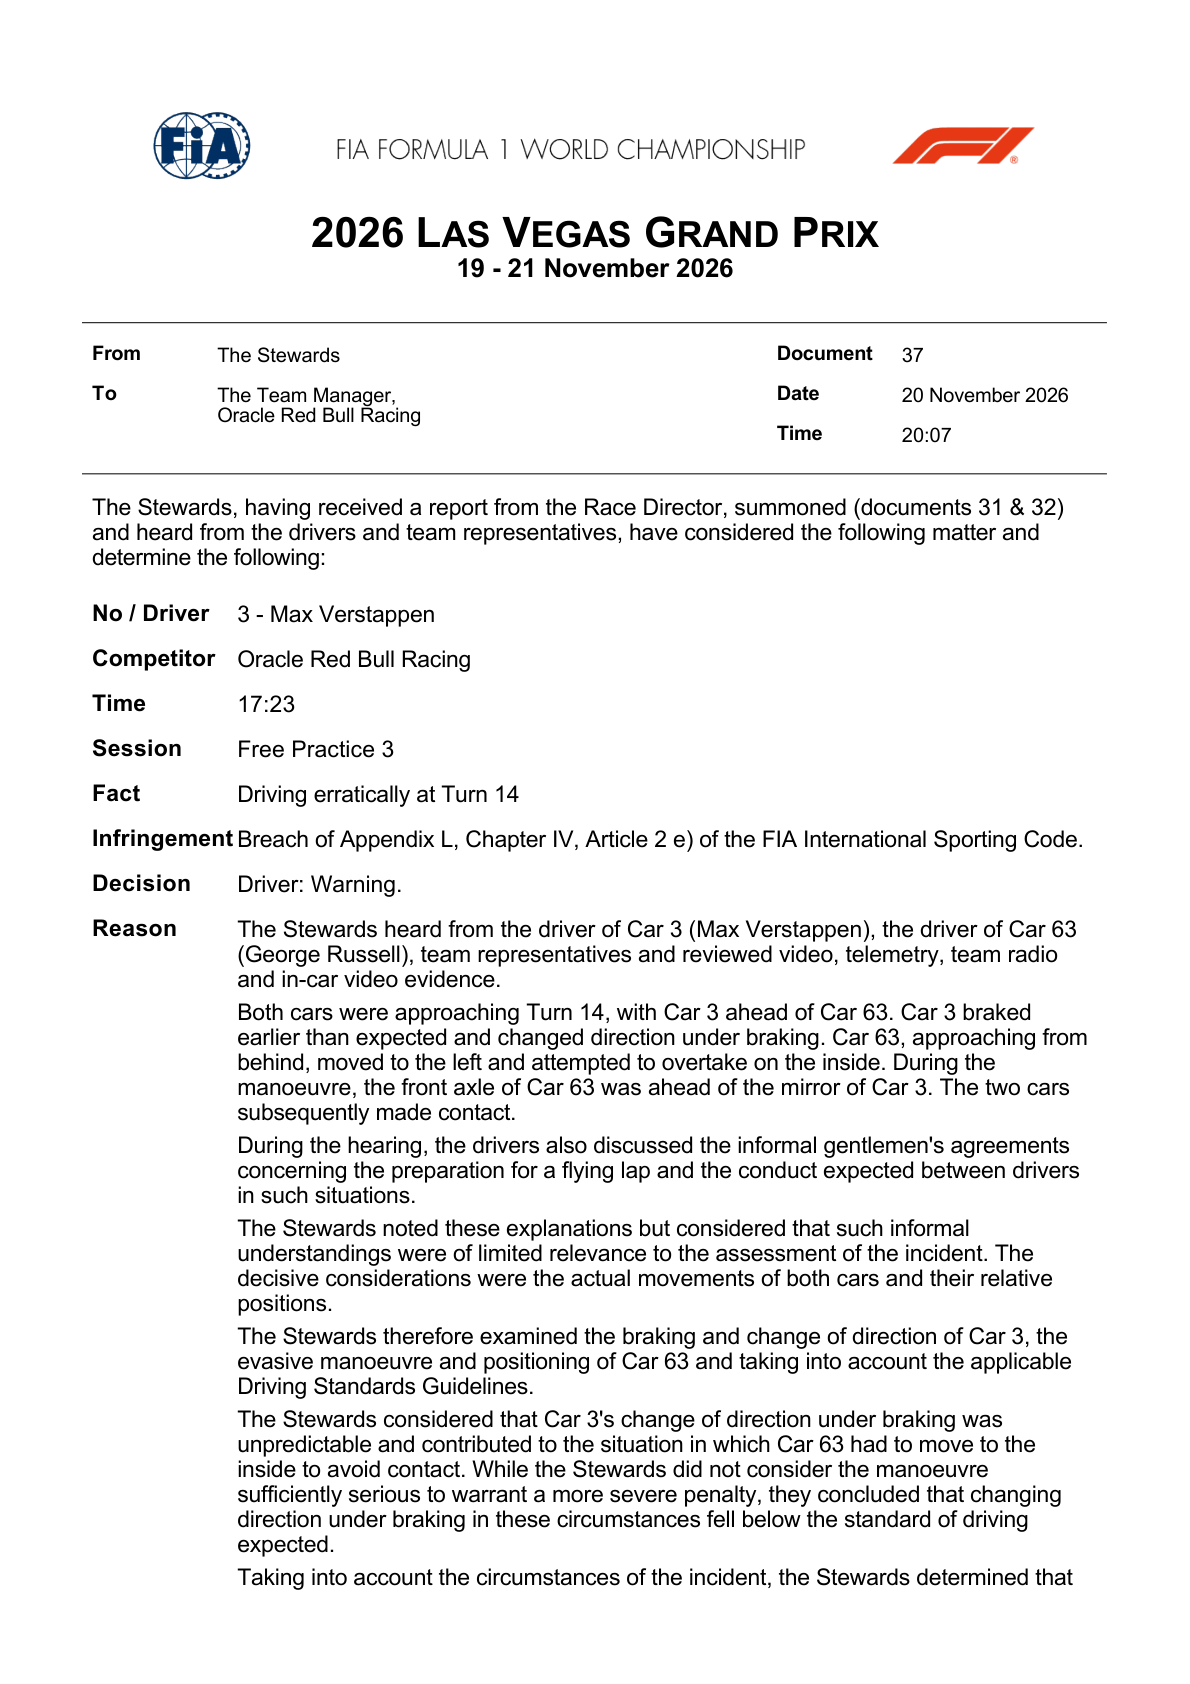 FIA
FIA FORMULA 1 WORLD CHAMPIONSHIP
F1®
2026 LAS VEGAS GRAND PRIX
19 - 21 November 2026
From The Stewards Document 37
To The Team Manager, Date 20 November 2026
Oracle Red Bull Racing
Time 20:07
The Stewards, having received a report from the Race Director, summoned (documents 31 & 32)
and heard from the drivers and team representatives, have considered the following matter and
determine the following:
No / Driver 3 - Max Verstappen
Competitor Oracle Red Bull Racing
Time 17:23
Session Free Practice 3
Fact Driving erratically at Turn 14
Infringement Breach of Appendix L, Chapter IV, Article 2 e) of the FIA International Sporting Code.
Decision Driver: Warning.
Reason The Stewards heard from the driver of Car 3 (Max Verstappen), the driver of Car 63
(George Russell), team representatives and reviewed video, telemetry, team radio
and in-car video evidence.
Both cars were approaching Turn 14, with Car 3 ahead of Car 63. Car 3 braked
earlier than expected and changed direction under braking. Car 63, approaching from
behind, moved to the left and attempted to overtake on the inside. During the
manoeuvre, the front axle of Car 63 was ahead of the mirror of Car 3. The two cars
subsequently made contact.
During the hearing, the drivers also discussed the informal gentlemen's agreements
concerning the preparation for a flying lap and the conduct expected between drivers
in such situations.
The Stewards noted these explanations but considered that such informal
understandings were of limited relevance to the assessment of the incident. The
decisive considerations were the actual movements of both cars and their relative
positions.
The Stewards therefore examined the braking and change of direction of Car 3, the
evasive manoeuvre and positioning of Car 63 and taking into account the applicable
Driving Standards Guidelines.
The Stewards considered that Car 3's change of direction under braking was
unpredictable and contributed to the situation in which Car 63 had to move to the
inside to avoid contact. While the Stewards did not consider the manoeuvre
sufficiently serious to warrant a more severe penalty, they concluded that changing
direction under braking in these circumstances fell below the standard of driving
expected.
Taking into account the circumstances of the incident, the Stewards determined that